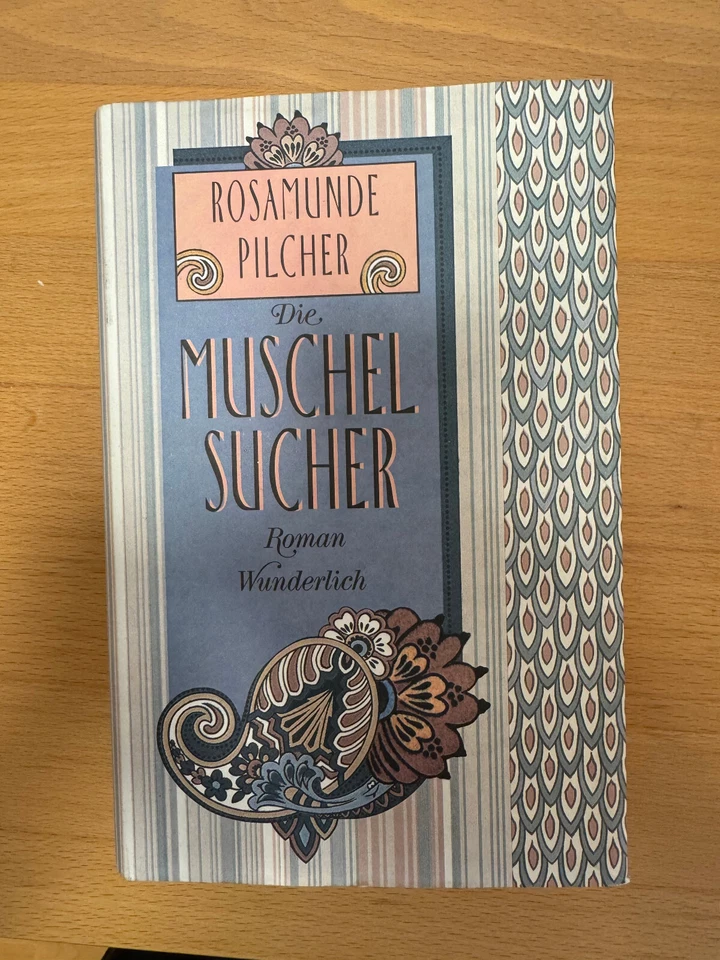 ROSAMUNDE
PILCHER
Die
MUSCHEL
SUCHER
Roman
Wunderlich